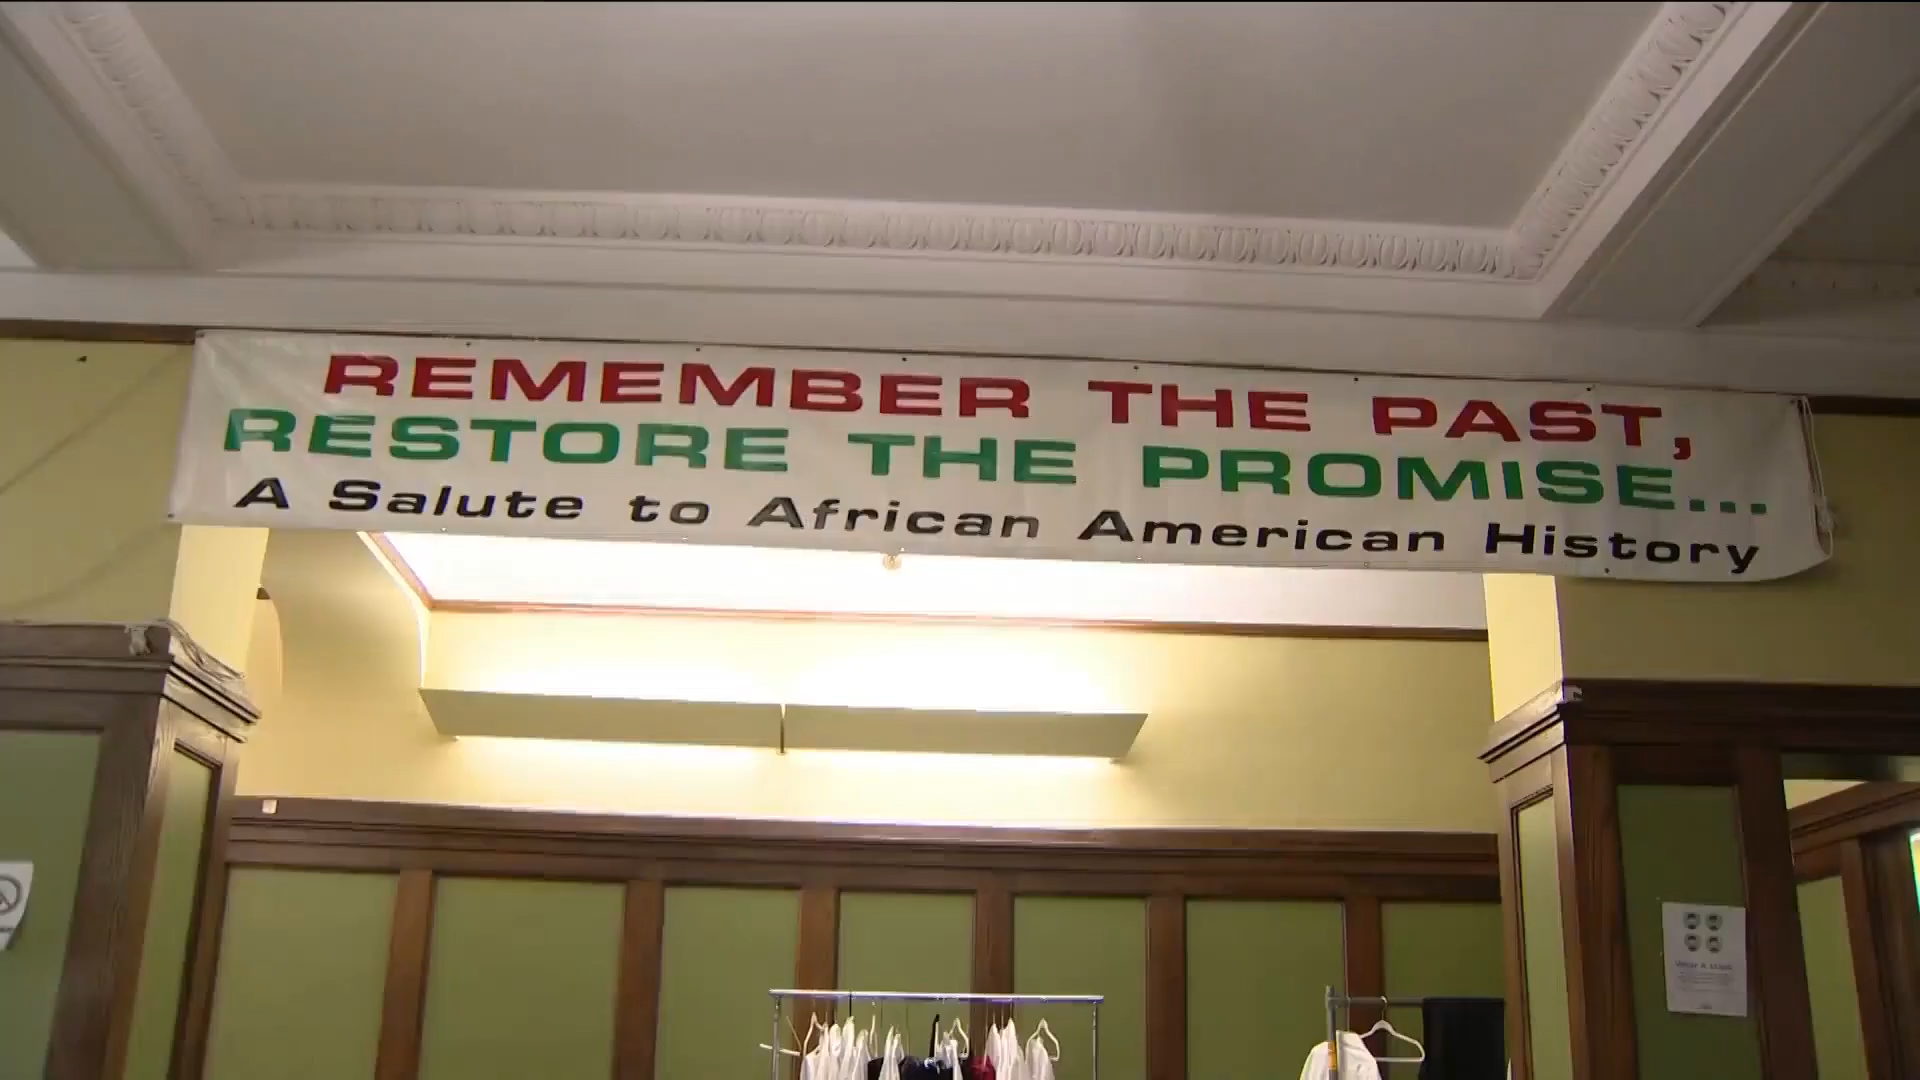 REMEMBER THE PAST,
RESTORE THE PROMISE...
A Salute to African American History